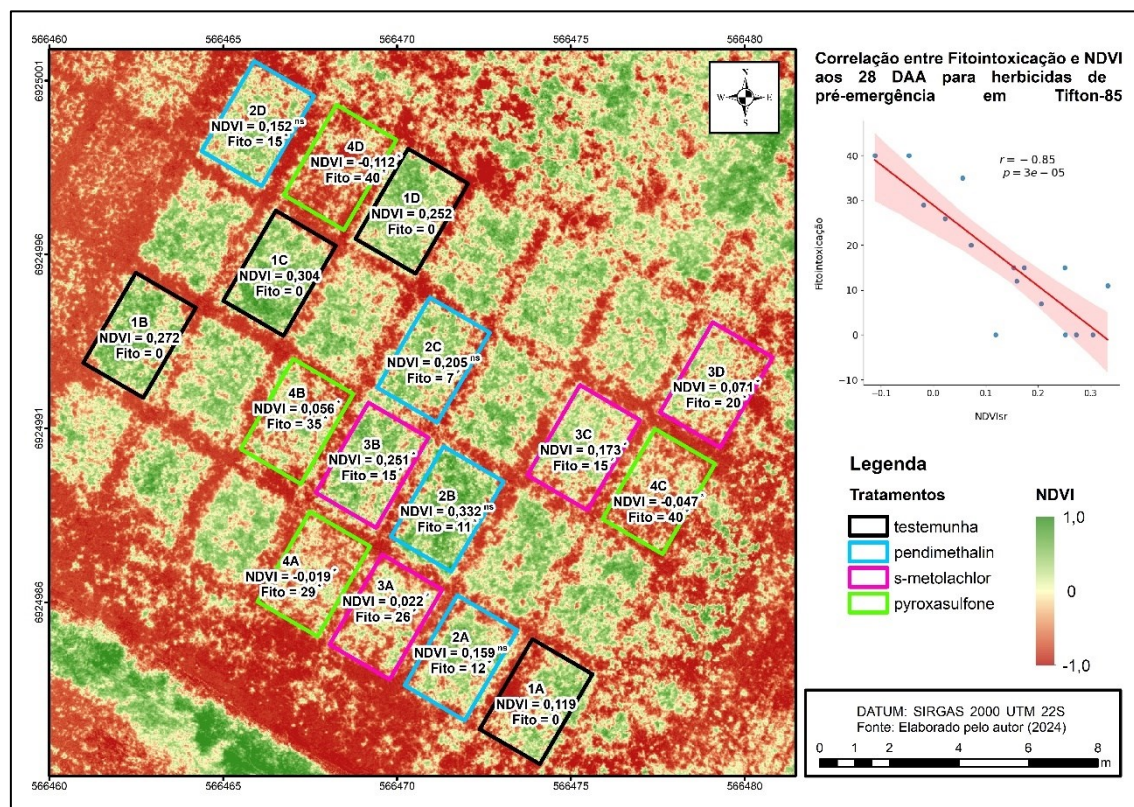 566460 566465 566470 566475 566480
6925001
6924996
6924991
6924986
2D
NDVI = 0,152 ns
Fito = 15*
4D
NDVI = -0,112*
Fito = 40*
1D
NDVI = 0,252
Fito = 0
1C
NDVI = 0,304
Fito = 0
1B
NDVI = 0,272
Fito = 0
2C
NDVI = 0,205 ns
Fito = 7*
3D
NDVI = 0,071*
Fito = 20*
4B
NDVI = 0,056*
Fito = 35*
3B
NDVI = 0,251*
Fito = 15*
3C
NDVI = 0,173*
Fito = 15*
2B
NDVI = 0,332 ns
Fito = 11*
4C
NDVI = -0,047*
Fito = 40*
4A
NDVI = -0,019*
Fito = 29*
3A
NDVI = 0,022*
Fito = 26*
2A
NDVI = 0,159 ns
Fito = 12*
1A
NDVI = 0,119
Fito = 0
566460 566465 566470 566475 566480
N
W E
S
Correlação entre Fitointoxicação e NDVI
aos 28 DAA para herbicidas de
pré-emergência em Tifton-85
r = − 0.85
p = 3e − 05
Fitointoxicação
40
30
20
10
0
−10
−0.1 0.0 0.1 0.2 0.3
NDVIsr
Legenda
Tratamentos
testemunha
pendimethalin
s-metolachlor
pyroxasulfone
NDVI
1,0
0
-1,0
DATUM: SIRGAS 2000 UTM 22S
Fonte: Elaborado pelo autor (2024)
0 1 2 4 6 8
m